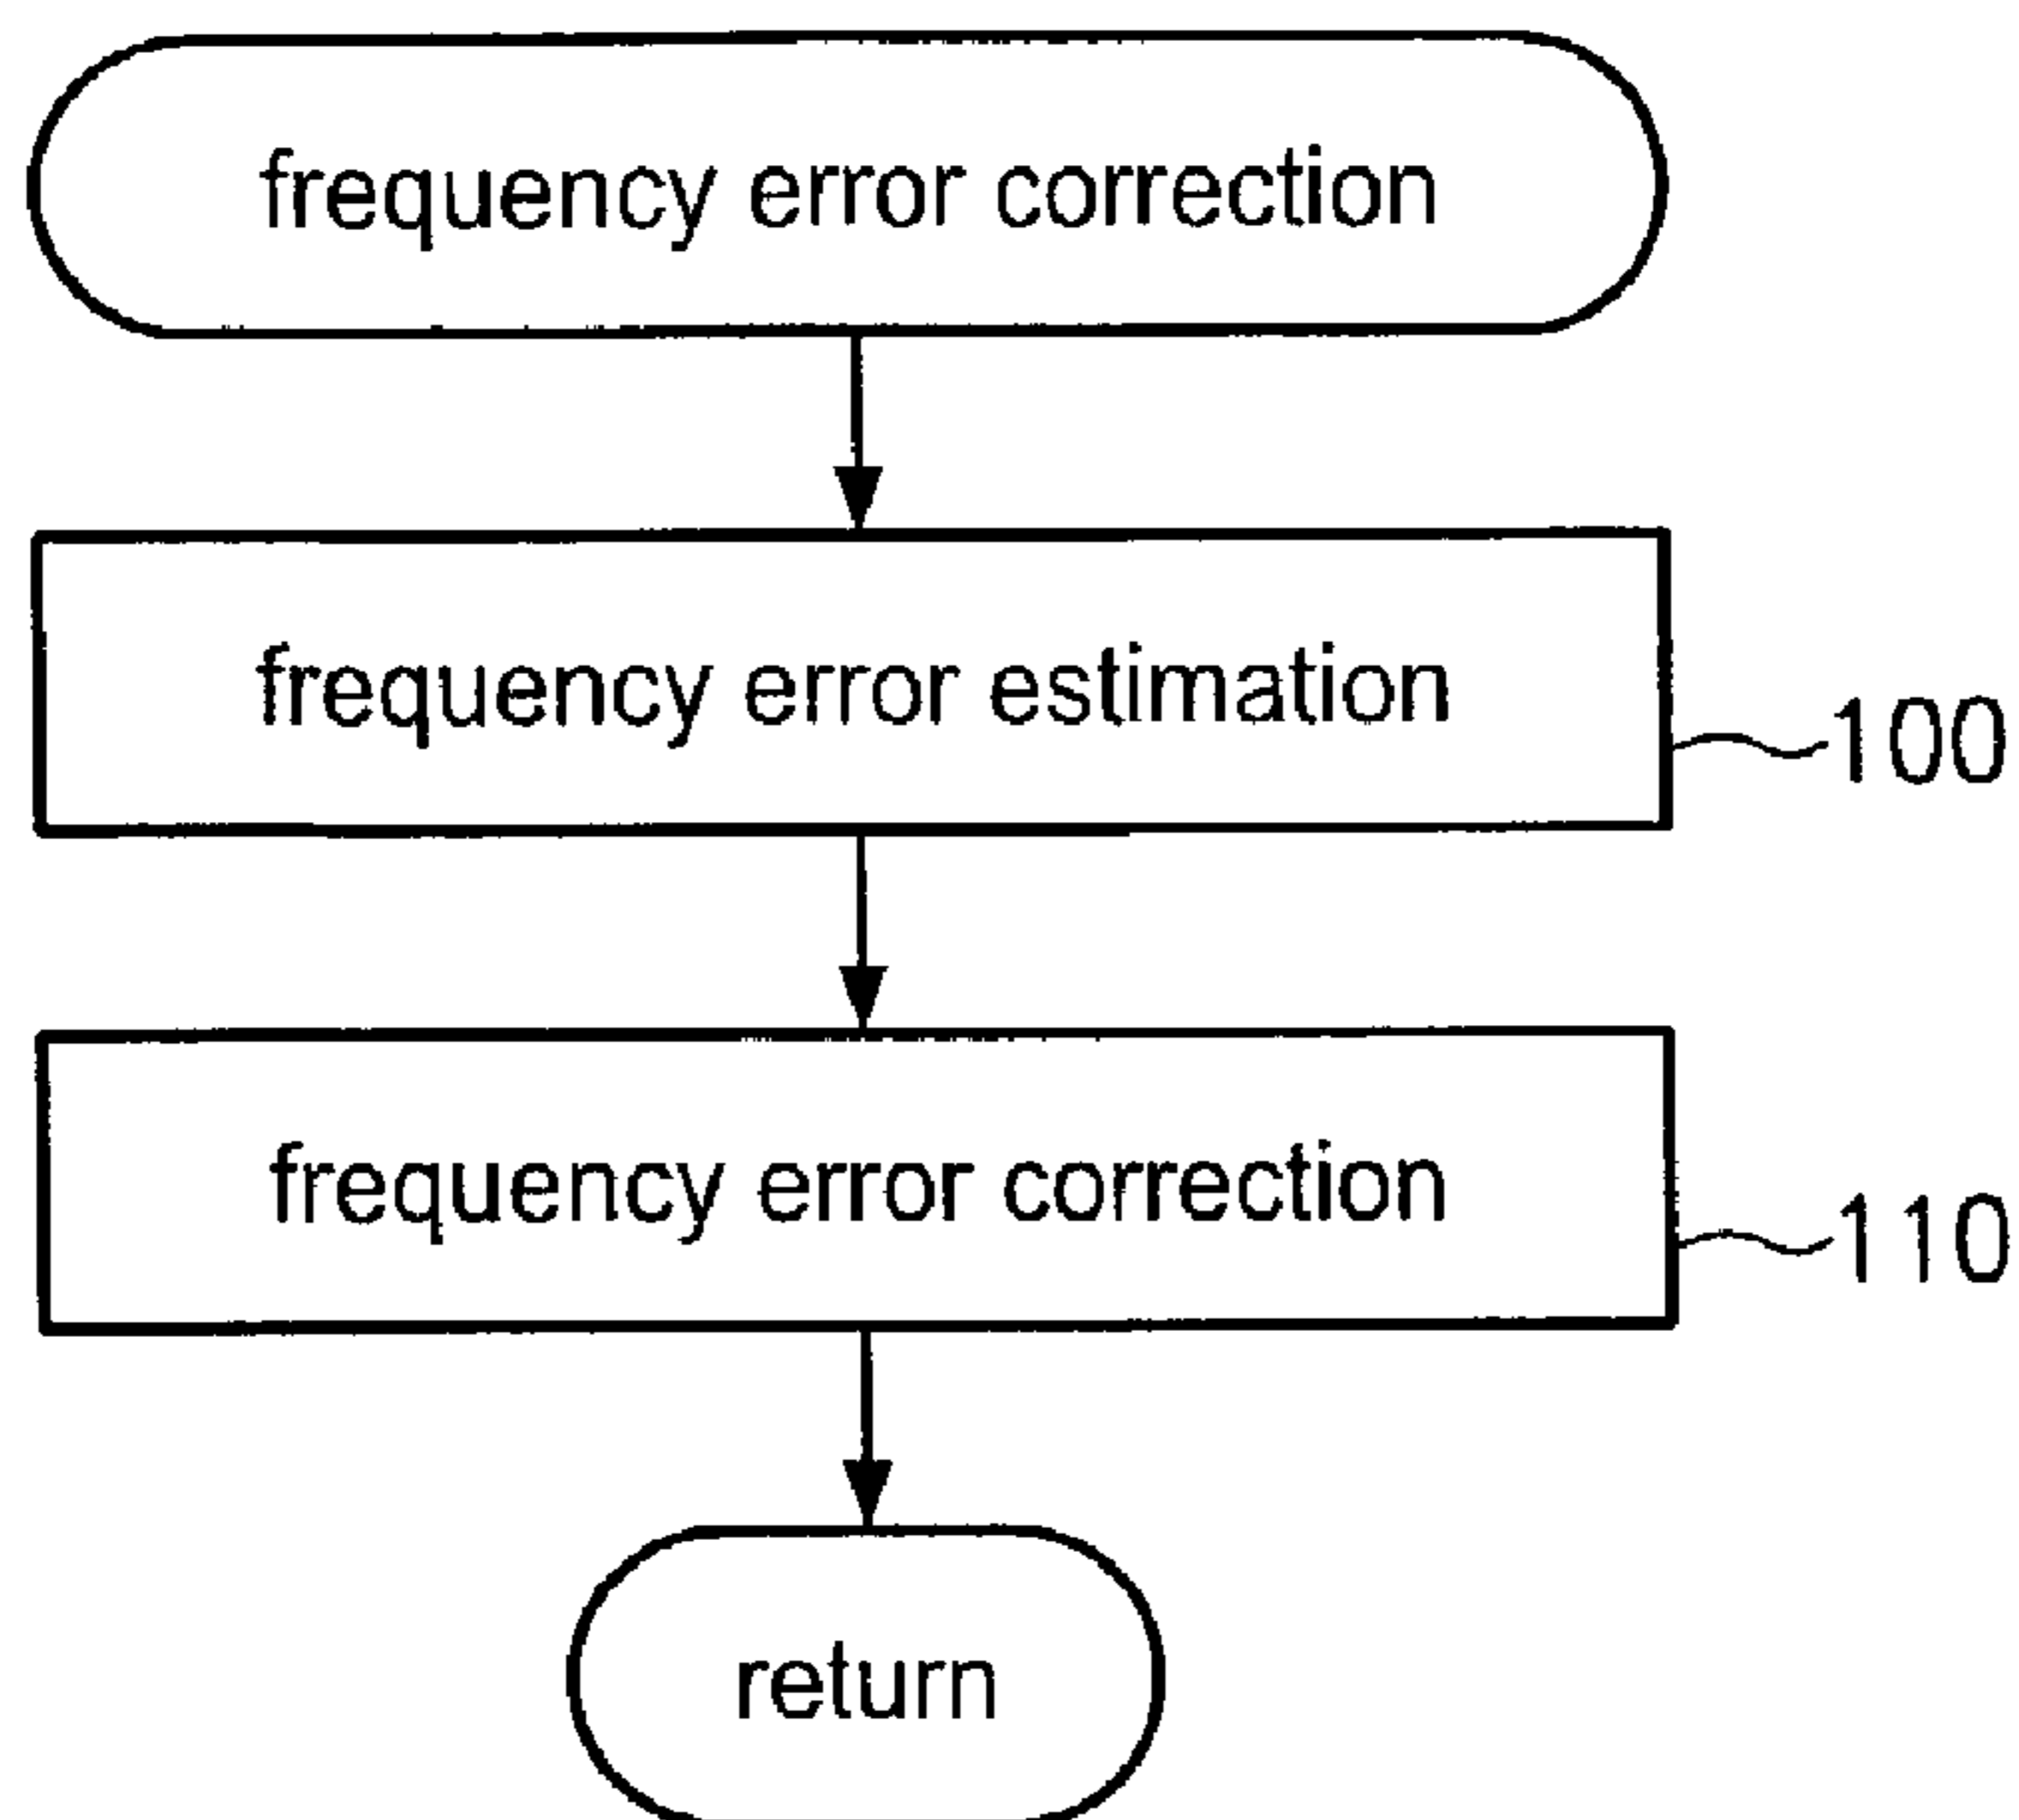 frequency error correction
frequency error estimation
100
frequency error correction
110
return